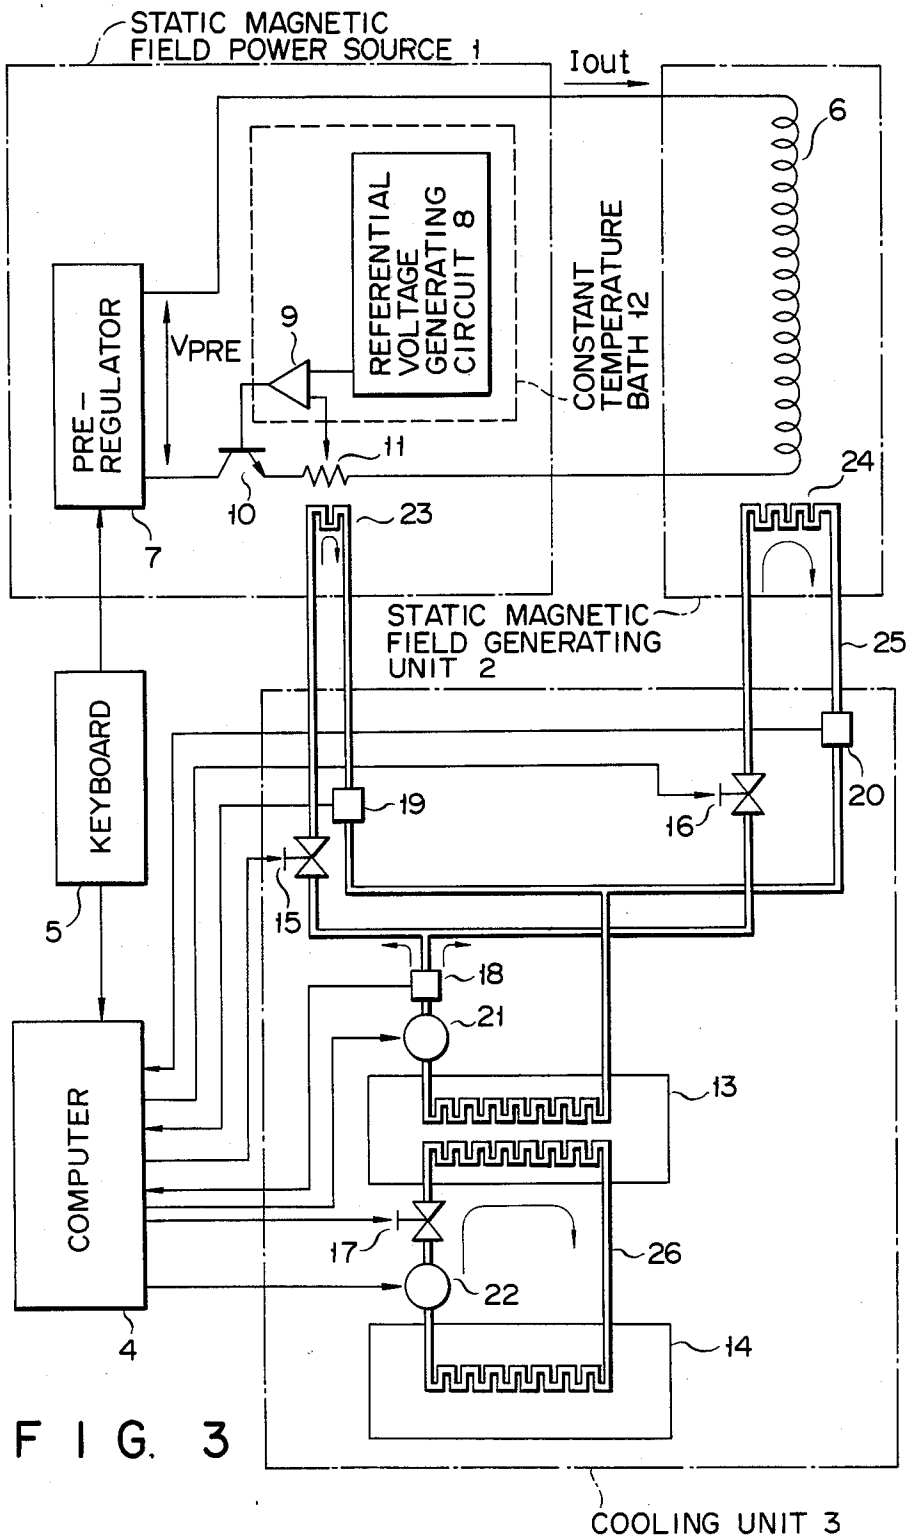 STATIC MAGNETIC
FIELD POWER SOURCE 1
Iout
6
REFERENTIAL
VOLTAGE
GENERATING
CIRCUIT 8
CONSTANT
TEMPERATURE
BATH 12
9
VPRE
PRE-
REGULATOR
11
10
7
23
24
STATIC MAGNETIC
FIELD GENERATING
UNIT 2
25
KEYBOARD
5
19
20
16
15
18
21
13
COMPUTER
17
26
22
4
14
FIG. 3
COOLING UNIT 3